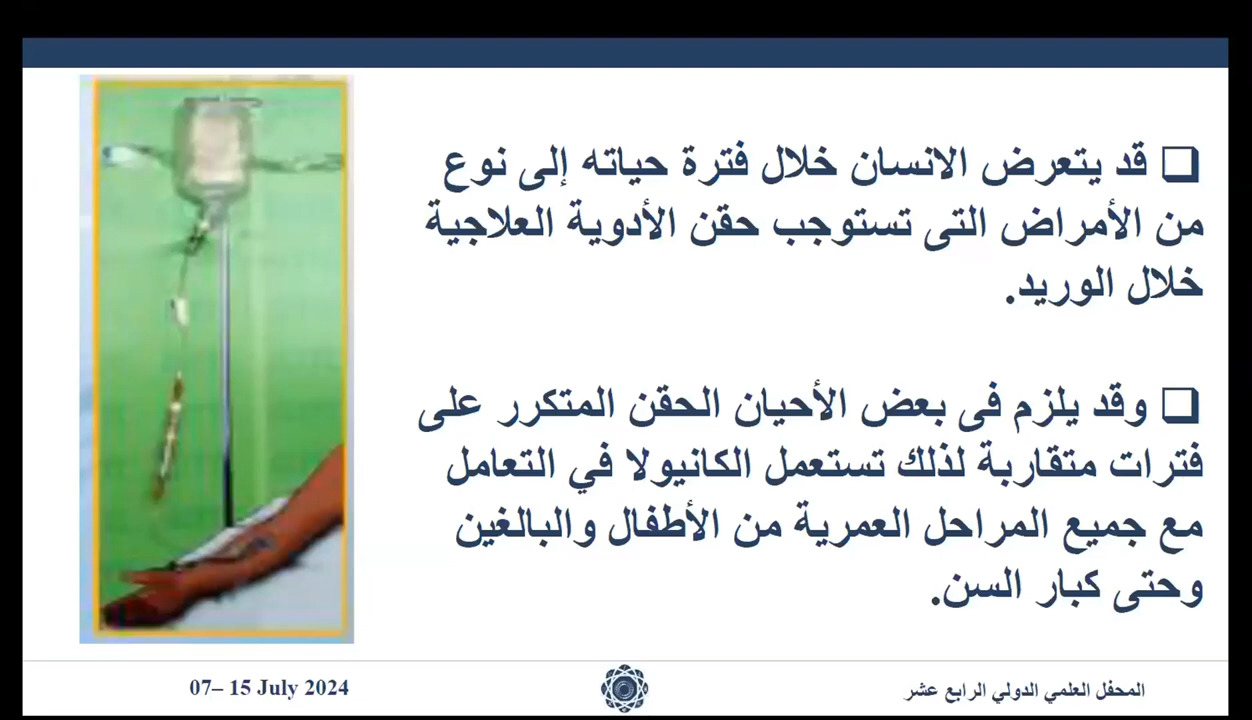 ❑ قد يتعرض الانسان خلال فترة حياته إلى نوع
من الأمراض التى تستوجب حقن الأدوية العلاجية
خلال الوريد.
❑ وقد يلزم فى بعض الأحيان الحقن المتكرر على
فترات متقاربة لذلك تستعمل الكانيولا في التعامل
مع جميع المراحل العمرية من الأطفال والبالغين
وحتى كبار السن.
المحفل العلمي الدولي الرابع عشر
07– 15 July 2024